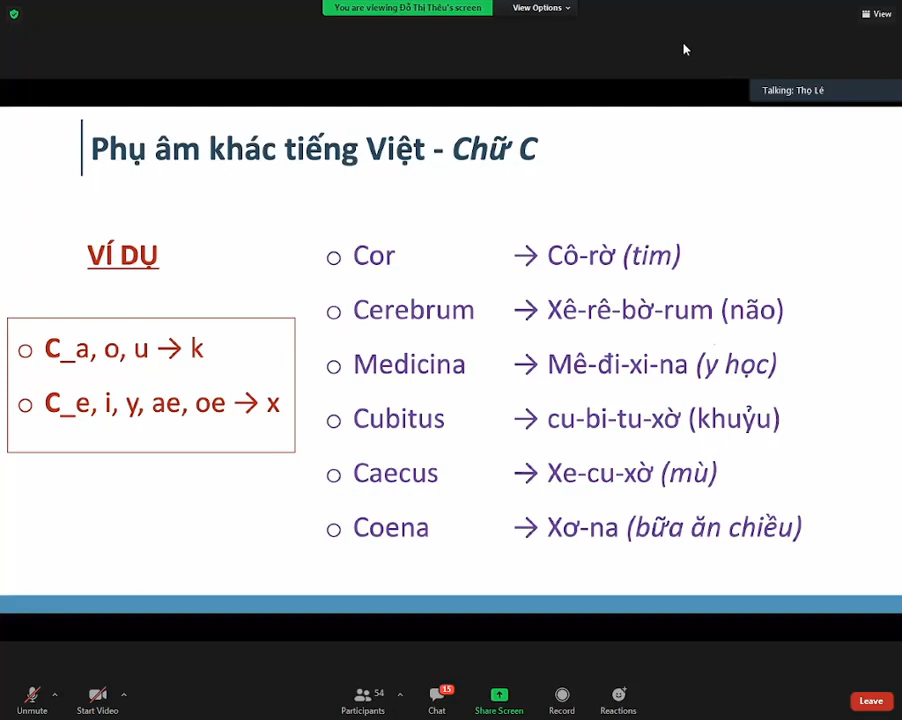 You are viewing Đỗ Thị Thêu's screen
View Options
View
Talking: Thọ Lê
Phụ âm khác tiếng Việt - Chữ C
VÍ DỤ
○ C_a, o, u → k
○ C_e, i, y, ae, oe → x
○ Cor → Cô-rờ (tim)
○ Cerebrum → Xê-rê-bờ-rum (não)
○ Medicina → Mê-đi-xi-na (y học)
○ Cubitus → cu-bi-tu-xờ (khuỷu)
○ Caecus → Xe-cu-xờ (mù)
○ Coena → Xơ-na (bữa ăn chiều)
Unmute
Start Video
54
Participants
15
Chat
Share Screen
Record
Reactions
Leave